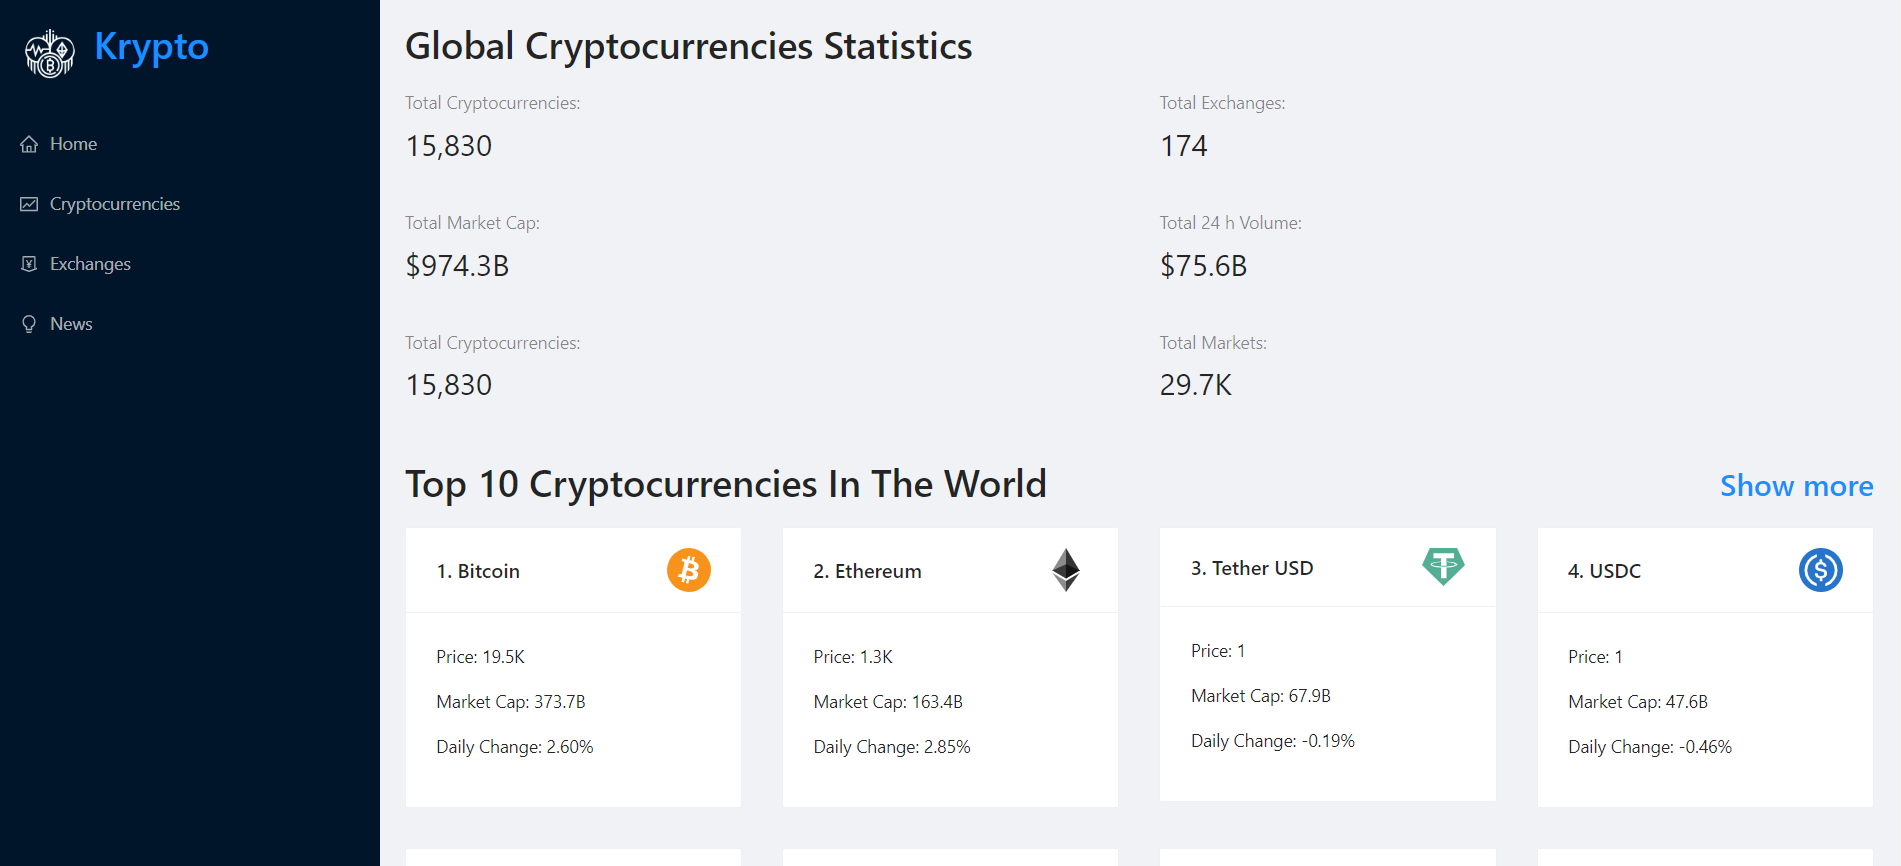 Krypto
Home
Cryptocurrencies
Exchanges
News
Global Cryptocurrencies Statistics
Total Cryptocurrencies:
15,830
Total Exchanges:
174
Total Market Cap:
$974.3B
Total 24 h Volume:
$75.6B
Total Cryptocurrencies:
15,830
Total Markets:
29.7K
Top 10 Cryptocurrencies In The World
Show more
1. Bitcoin
Price: 19.5K
Market Cap: 373.7B
Daily Change: 2.60%
2. Ethereum
Price: 1.3K
Market Cap: 163.4B
Daily Change: 2.85%
3. Tether USD
Price: 1
Market Cap: 67.9B
Daily Change: -0.19%
4. USDC
Price: 1
Market Cap: 47.6B
Daily Change: -0.46%